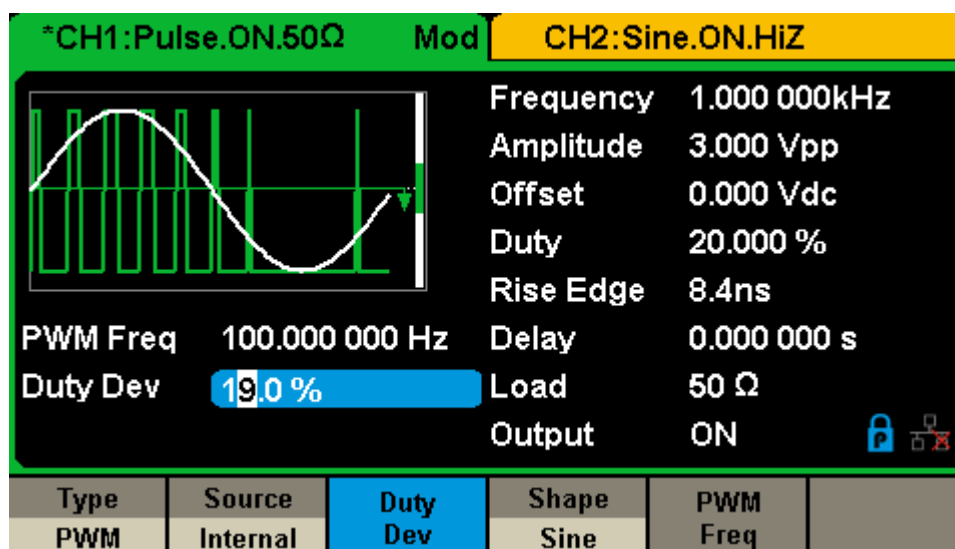 *CH1:Pulse.ON.50Ω Mod
CH2:Sine.ON.HiZ
Frequency 1.000 000kHz
Amplitude 3.000 Vpp
Offset 0.000 Vdc
Duty 20.000 %
Rise Edge 8.4ns
PWM Freq 100.000 000 Hz
Delay 0.000 000 s
Duty Dev 19.0 %
Load 50 Ω
Output ON
P
Type
PWM
Source
Internal
Duty
Dev
Shape
Sine
PWM
Freq